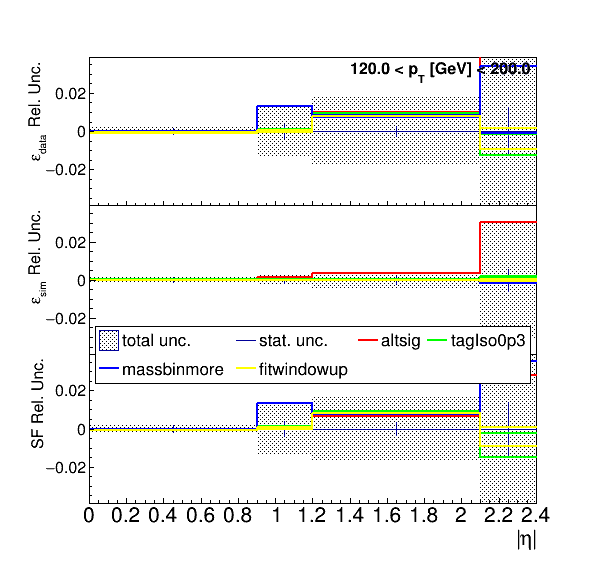 120.0 < p_T [GeV] < 200.0
ε_data Rel. Unc.
0.02
0
−0.02
ε_sim Rel. Unc.
0.02
0
−0.02
total unc. stat. unc. altsig tagIso0p3
massbinmore fitwindowup
SF Rel. Unc.
0.02
0
−0.02
0 0.2 0.4 0.6 0.8 1 1.2 1.4 1.6 1.8 2 2.2 2.4
|η|